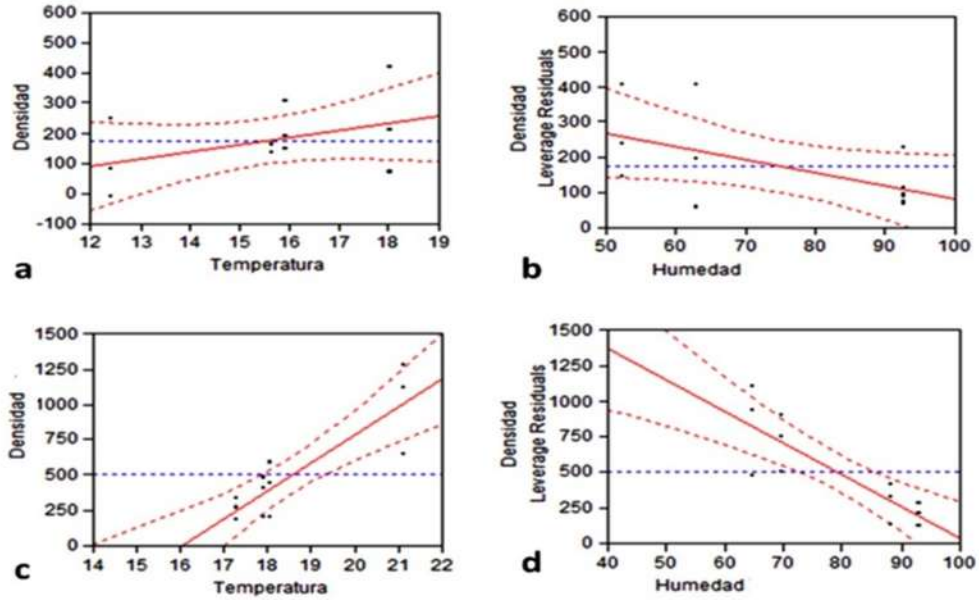 600
500
400
300
200
100
0
-100
Densidad
12 13 14 15 16 17 18 19
Temperatura
a
600
500
400
300
200
100
0
Densidad
Leverage Residuals
50 60 70 80 90 100
Humedad
b
1500
1250
1000
750
500
250
0
Densidad
14 15 16 17 18 19 20 21 22
Temperatura
c
1500
1250
1000
750
500
250
0
Densidad
Leverage Residuals
40 50 60 70 80 90 100
Humedad
d